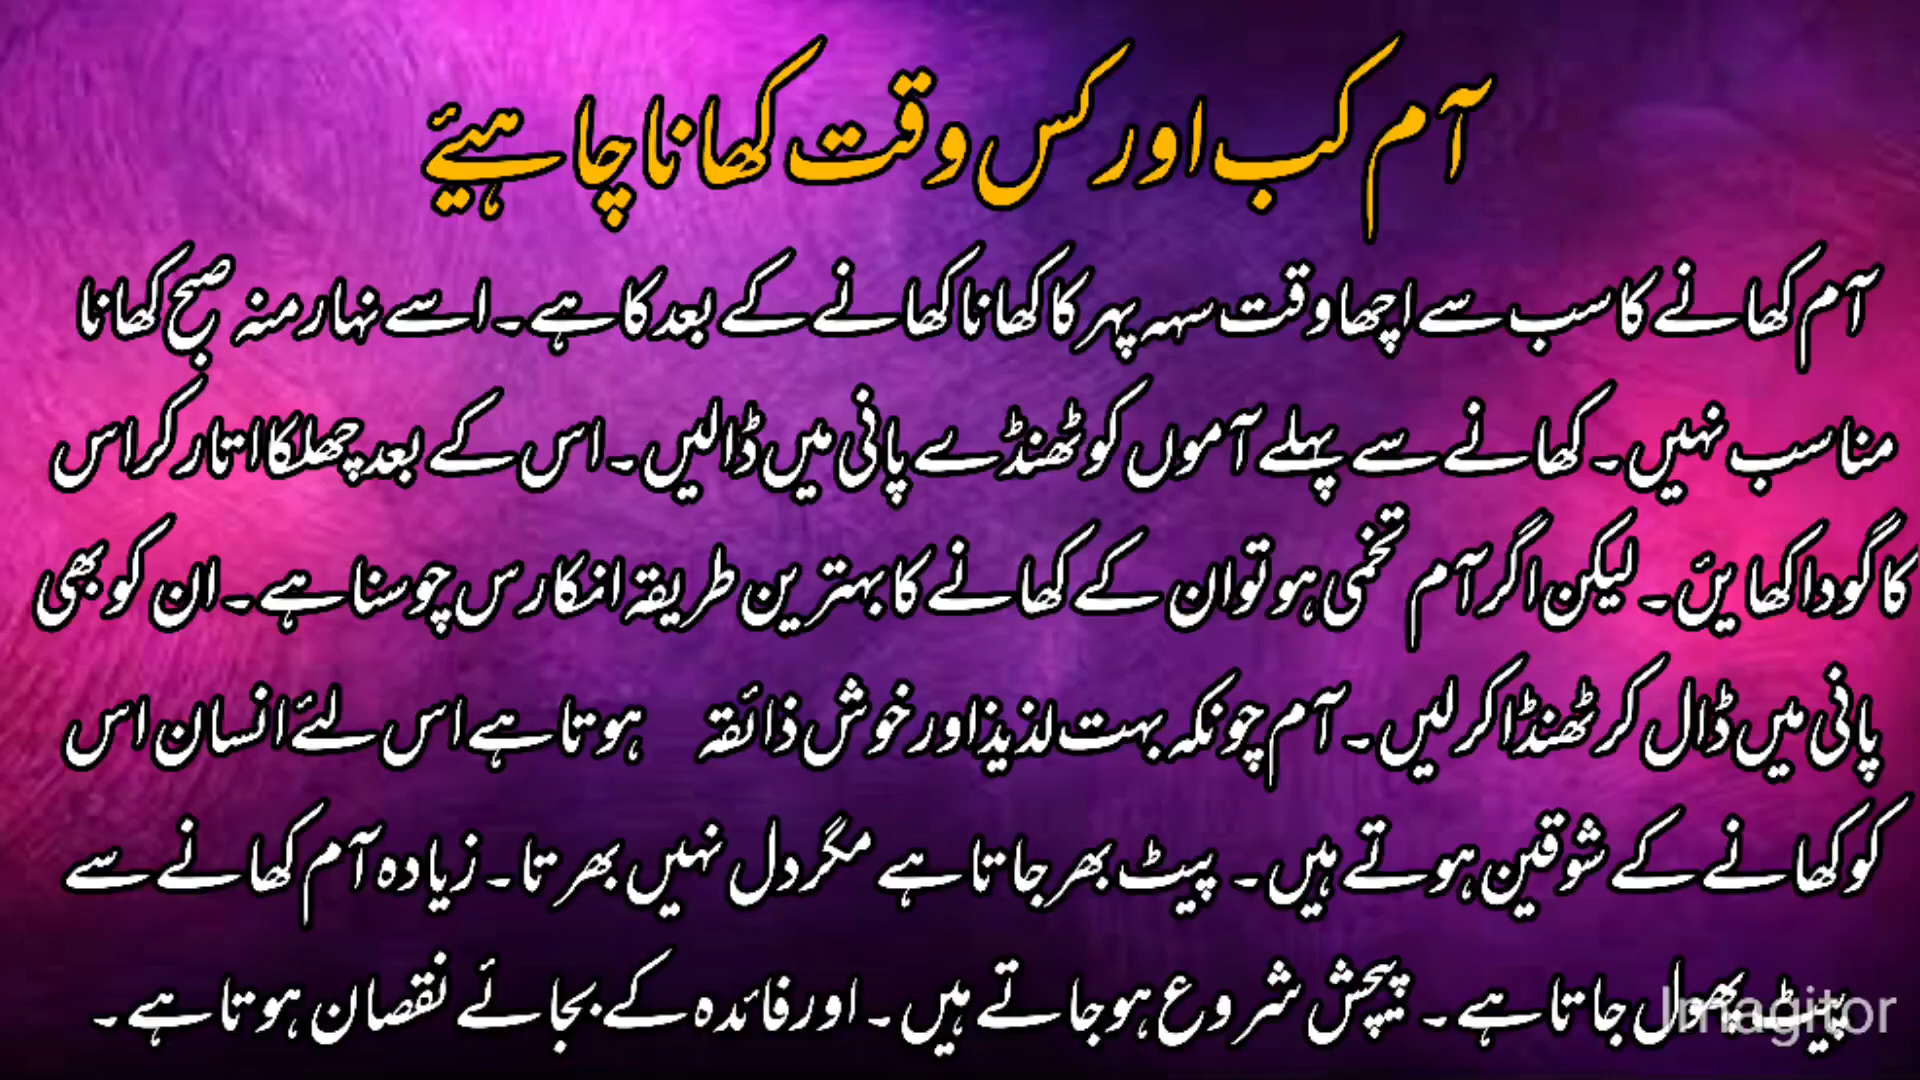 آم کب اور کس وقت کھانا چاہیئے
آم کھانے کا سب سے اچھا وقت سہہ پہر کا کھانا کھانے کے بعد کا ہے۔ اسے نہار منہ صبح کھانا
مناسب نہیں۔ کھانے سے پہلے آموں کو ٹھنڈے پانی میں ڈالیں۔ اس کے بعد چھلکا اتار کر اس
کا گودا کھایںٔ۔ لیکن اگر آم تخمی ہو تو ان کے کھانے کا بہترین طریقہ انکا رس چوسنا ہے۔ ان کو بھی
پانی میں ڈال کر ٹھنڈا کر لیں۔ آم چونکہ بہت لذیذ اور خوش ذائقہ ہوتا ہے اس لئے انسان اس
کو کھانے کے شوقین ہوتے ہیں۔ پیٹ بھر جاتا ہے مگر دل نہیں بھرتا۔ زیادہ آم کھانے سے
پیٹ پھول جاتا ہے۔ پیچش شروع ہو جاتے ہیں۔ اور فائدہ کے بجائے نقصان ہوتا ہے۔
Imagitor